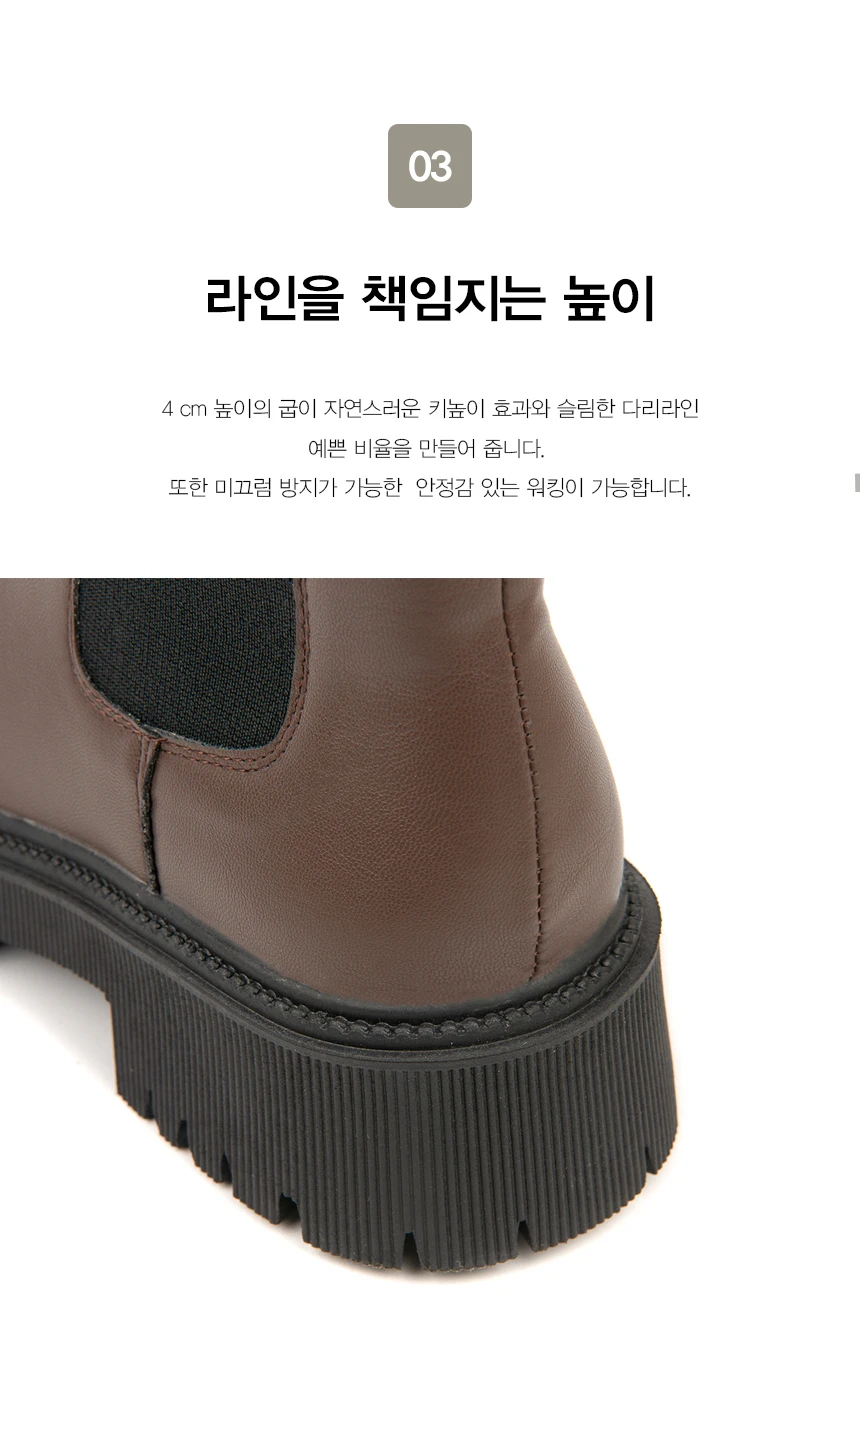 03
라인을 책임지는 높이
4 cm 높이의 굽이 자연스러운 키높이 효과와 슬림한 다리라인
예쁜 비율을 만들어 줍니다.
또한 미끄럼 방지가 가능한 안정감 있는 워킹이 가능합니다.